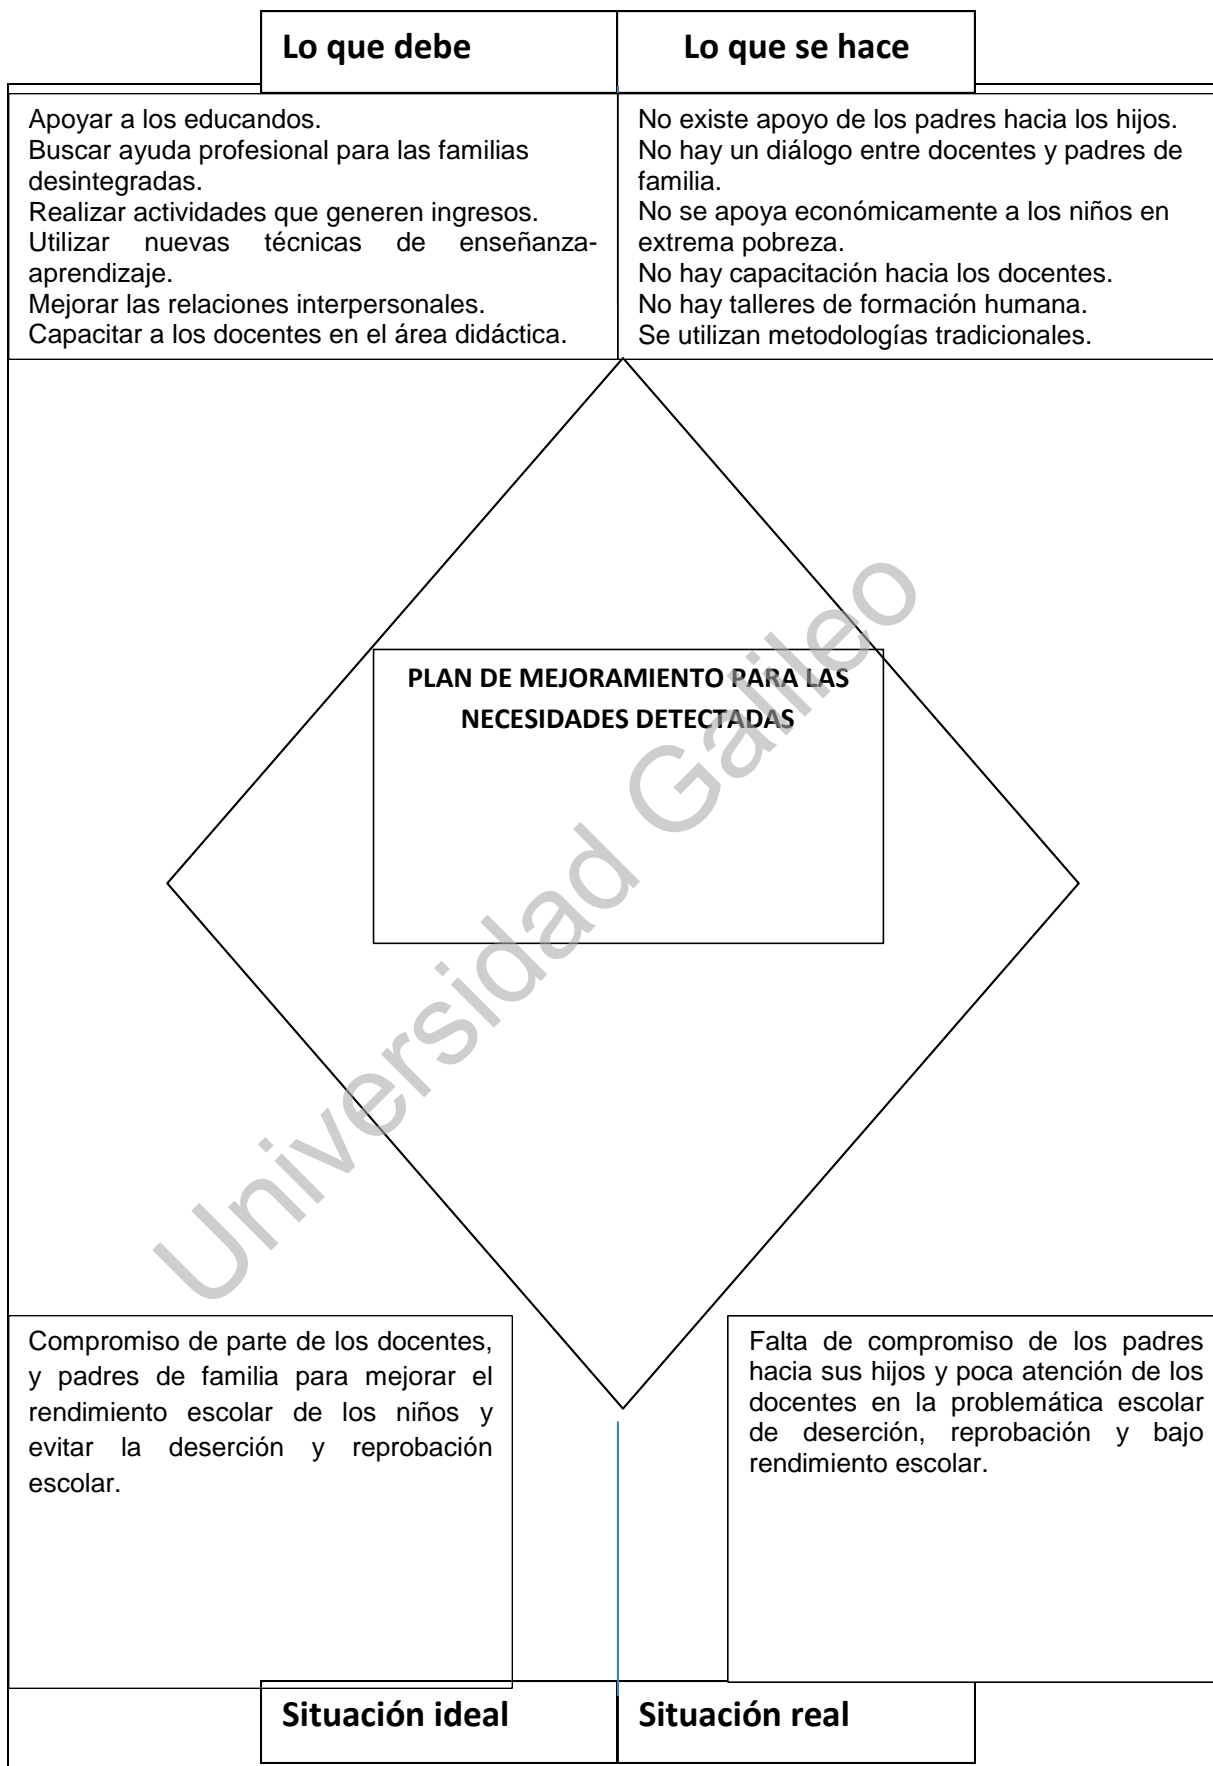 Lo que debe
Lo que se hace
Apoyar a los educandos.
Buscar ayuda profesional para las familias
desintegradas.
Realizar actividades que generen ingresos.
Utilizar nuevas técnicas de enseñanza-
aprendizaje.
Mejorar las relaciones interpersonales.
Capacitar a los docentes en el área didáctica.
No existe apoyo de los padres hacia los hijos.
No hay un diálogo entre docentes y padres de
familia.
No se apoya económicamente a los niños en
extrema pobreza.
No hay capacitación hacia los docentes.
No hay talleres de formación humana.
Se utilizan metodologías tradicionales.
PLAN DE MEJORAMIENTO PARA LAS
NECESIDADES DETECTADAS
Universidad Galileo
Compromiso de parte de los docentes,
y padres de familia para mejorar el
rendimiento escolar de los niños y
evitar la deserción y reprobación
escolar.
Falta de compromiso de los padres
hacia sus hijos y poca atención de los
docentes en la problemática escolar
de deserción, reprobación y bajo
rendimiento escolar.
Situación ideal
Situación real